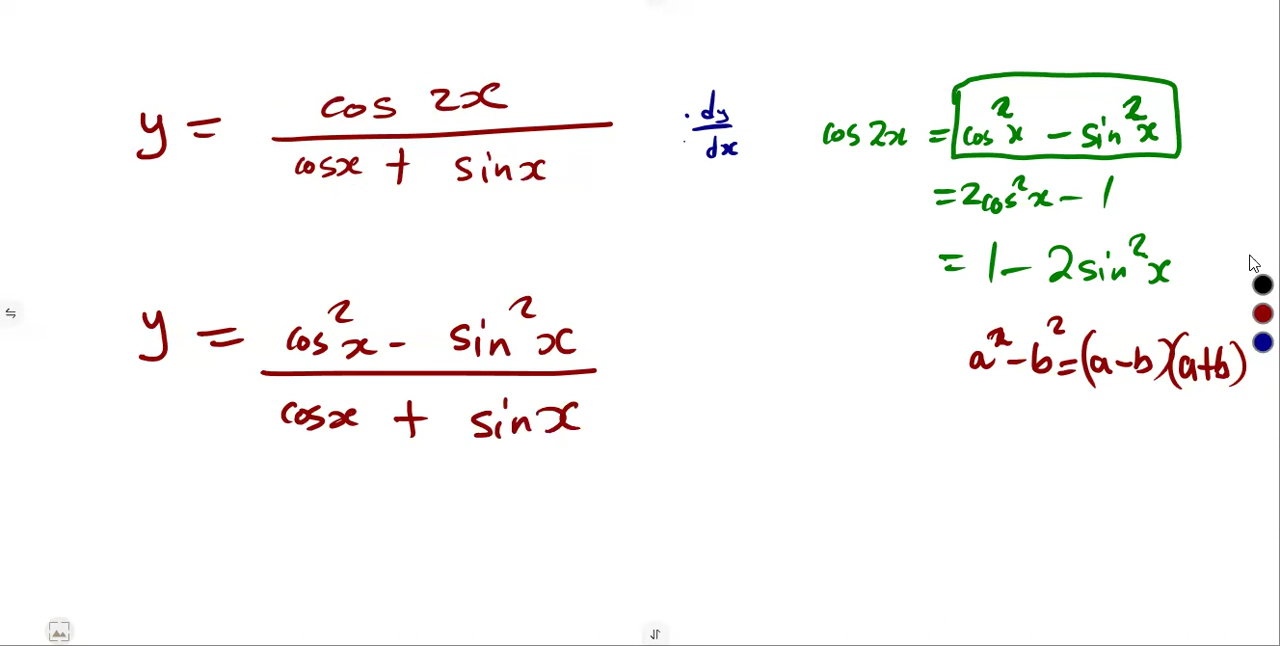 y = cos 2x / cosx + sinx
dy/dx
cos 2x = cos²x - sin²x
= 2cos²x - 1
= 1 - 2sin²x
y = cos²x - sin²x / cosx + sinx
a² - b² = (a-b)(a+b)